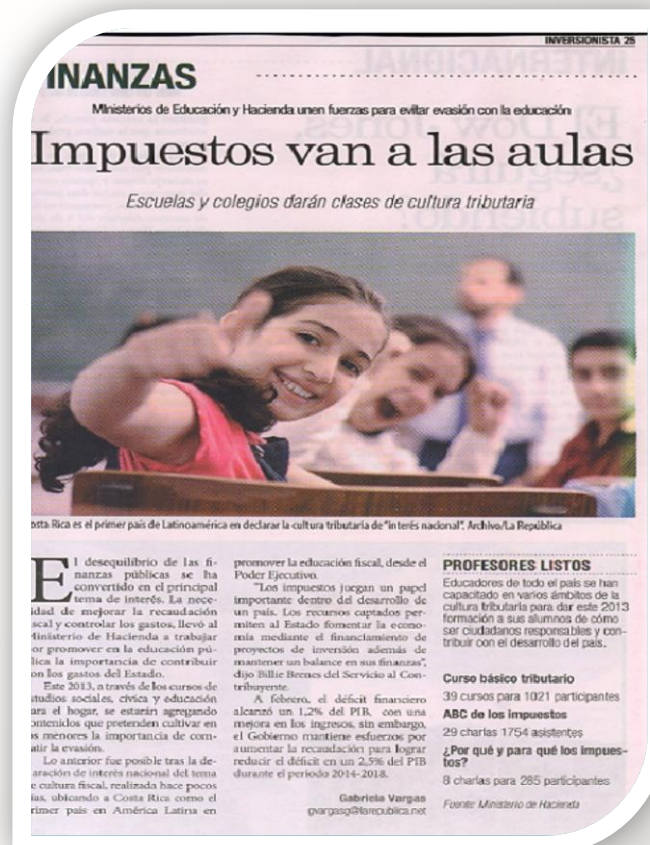 INVERSIONISTA 25
INANZAS
Ministerios de Educación y Hacienda unen fuerzas para evitar evasión con la educación
Impuestos van a las aulas
Escuelas y colegios darán clases de cultura tributaria
osta Rica es el primer país de Latinoamérica en declarar la cultura tributaria de "interés nacional". Archivo/La República
El desequilibrio de las fi-
nanzas públicas se ha
convertido en el principal
tema de interés. La nece-
idad de mejorar la recaudación
iscal y controlar los gastos, llevó al
Ministerio de Hacienda a trabajar
or promover en la educación pú-
lica la importancia de contribuir
on los gastos del Estado.
Este 2013, a través de los cursos de
studios sociales, cívica y educación
ara el hogar, se estarán agregando
ontenidos que pretenden cultivar en
os menores la importancia de com-
atir la evasión.
Lo anterior fue posible tras la de-
aración de interés nacional del tema
e cultura fiscal, realizada hace pocos
ías, ubicando a Costa Rica como el
rimer país en América Latina en
promover la educación fiscal, desde el
Poder Ejecutivo.
"Los impuestos juegan un papel
importante dentro del desarrollo de
un país. Los recursos captados per-
miten al Estado fomentar la econo-
mía mediante el financiamiento de
proyectos de inversión además de
mantener un balance en sus finanzas",
dijo Billie Brenes del Servicio al Con-
tribuyente.
A febrero, el déficit financiero
alcanzó un 1,2% del PIB, con una
mejora en los ingresos, sin embargo,
el Gobierno mantiene esfuerzos por
aumentar la recaudación para lograr
reducir el déficit en un 2,5% del PIB
durante el periodo 2014-2018.
Gabriela Vargas
gvargasg@larepublica.net
PROFESORES LISTOS
Educadores de todo el país se han
capacitado en varios ámbitos de la
cultura tributaria para dar este 2013
formación a sus alumnos de cómo
ser ciudadanos responsables y con-
tribuir con el desarrollo del país.
Curso básico tributario
39 cursos para 1021 participantes
ABC de los impuestos
29 charlas 1754 asistentes
¿Por qué y para qué los impues-
tos?
8 charlas para 285 participantes
Fuente: Ministerio de Hacienda